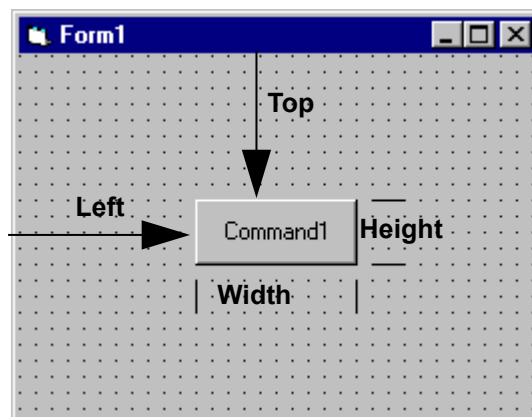 Form1
Top
Left
Command1
Height
Width